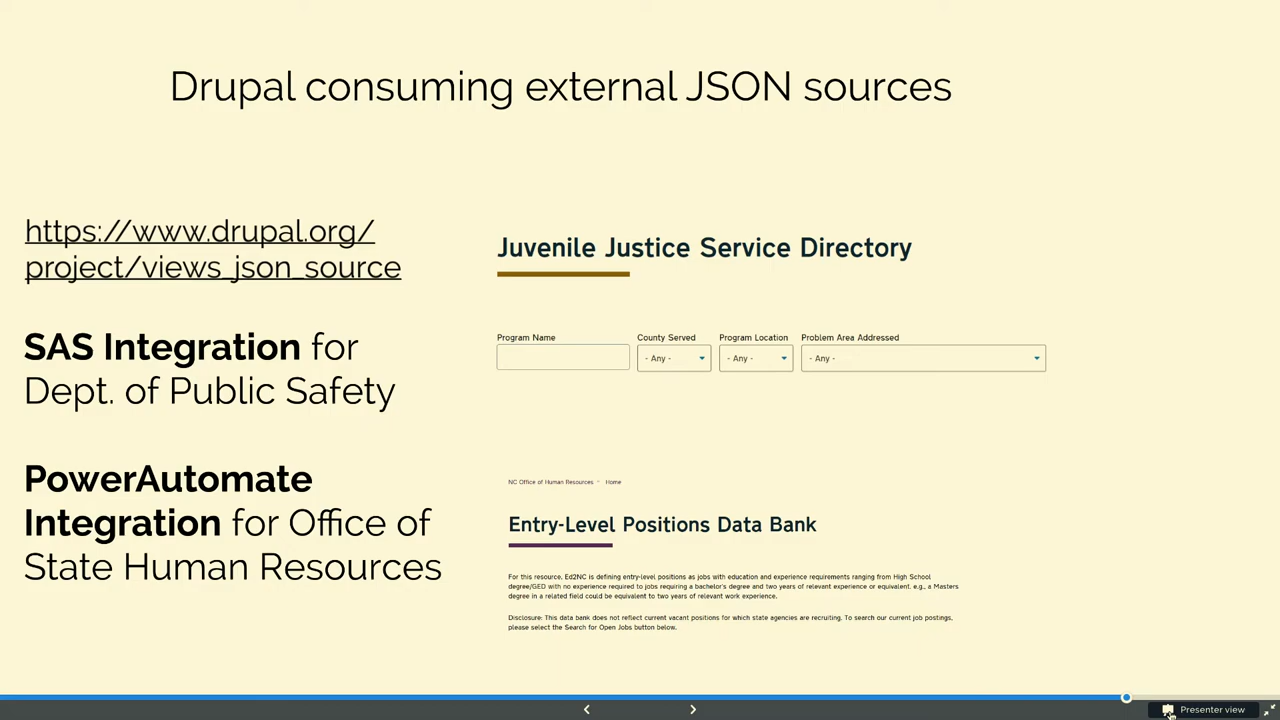 Drupal consuming external JSON sources
https://www.drupal.org/
project/views_json_source
SAS Integration for
Dept. of Public Safety
PowerAutomate
Integration for Office of
State Human Resources
Juvenile Justice Service Directory
Program Name
County Served
Program Location
Problem Area Addressed
- Any -
- Any -
- Any -
NC Office of Human Resources
Home
Entry-Level Positions Data Bank
For this resource, Ed2NC is defining entry-level positions as jobs with education and experience requirements ranging from High School
degree/GED with no experience required to jobs requiring a bachelor's degree and two years of relevant experience or equivalent. e.g., a Masters
degree in a related field could be equivalent to two years of relevant work experience.
Disclosure: This data bank does not reflect current vacant positions for which state agencies are recruiting. To search our current job postings,
please select the Search for Open Jobs button below.
Presenter view